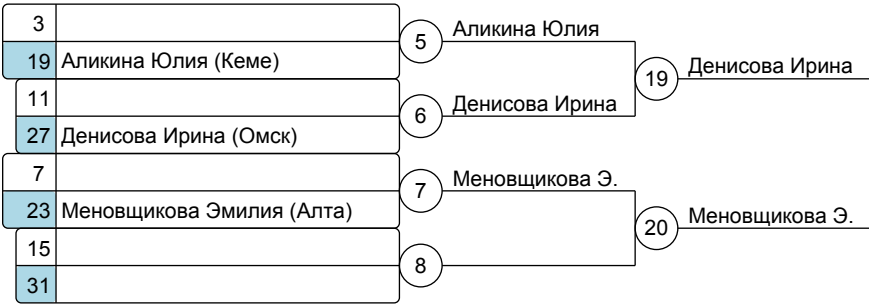 3
19 Аликина Юлия (Кеме)
11
27 Денисова Ирина (Омск)
7
23 Меновщикова Эмилия (Алта)
15
31
5 Аликина Юлия
6 Денисова Ирина
7 Меновщикова Э.
8
19 Денисова Ирина
20 Меновщикова Э.